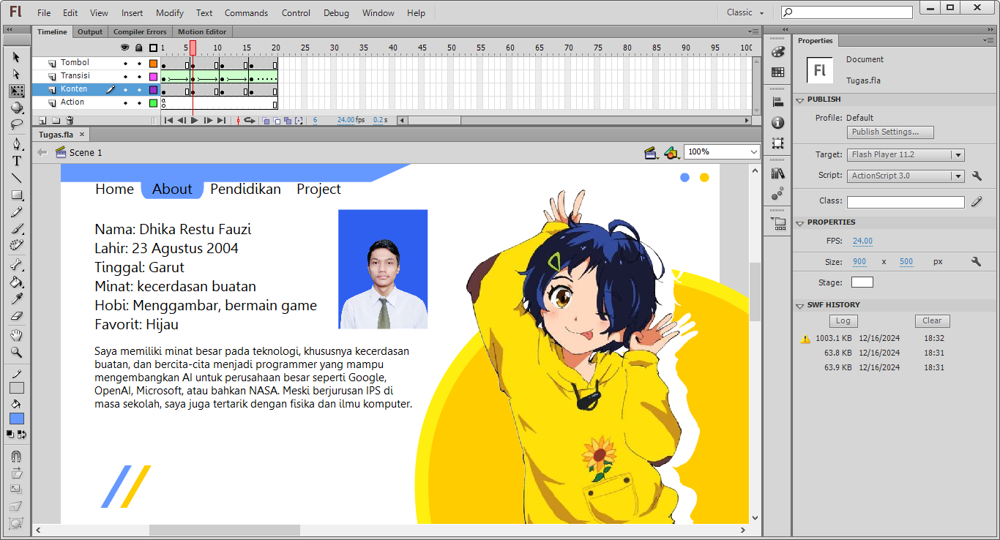 Fl File Edit View Insert Modify Text Commands Control Debug Window Help Classic
Timeline Output Compiler Errors Motion Editor
1 5 10 15 20 25 30 35 40 45 50 55 60 65 70 75 80 85 90 95 100
Tombol
Transisi
Konten
Action
6 24.00 fps 0.2 s
Tugas.fla ×
Scene 1 100%
Home About Pendidikan Project
Nama: Dhika Restu Fauzi
Lahir: 23 Agustus 2004
Tinggal: Garut
Minat: kecerdasan buatan
Hobi: Menggambar, bermain game
Favorit: Hijau
Saya memiliki minat besar pada teknologi, khususnya kecerdasan
buatan, dan bercita-cita menjadi programmer yang mampu
mengembangkan AI untuk perusahaan besar seperti Google,
OpenAI, Microsoft, atau bahkan NASA. Meski berjurusan IPS di
masa sekolah, saya juga tertarik dengan fisika dan ilmu komputer.
Properties
Fl
Document
Tugas.fla
PUBLISH
Profile: Default
Publish Settings...
Target: Flash Player 11.2
Script: ActionScript 3.0
Class:
PROPERTIES
FPS: 24.00
Size: 900 x 500 px
Stage:
SWF HISTORY
Log Clear
1003.1 KB 12/16/2024 18:32
63.8 KB 12/16/2024 18:31
63.9 KB 12/16/2024 18:31